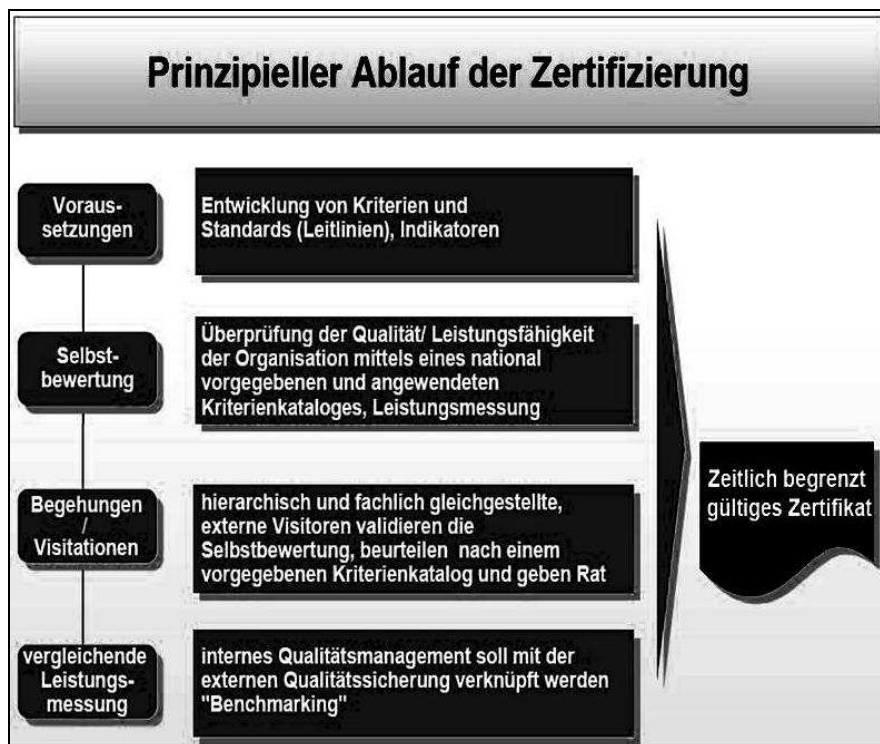 Prinzipieller Ablauf der Zertifizierung
Voraus-
setzungen
Entwicklung von Kriterien und
Standards (Leitlinien), Indikatoren
Selbst-
bewertung
Überprüfung der Qualität/ Leistungsfähigkeit
der Organisation mittels eines national
vorgegebenen und angewendeten
Kriterienkataloges, Leistungsmessung
Begehungen
/
Visitationen
hierarchisch und fachlich gleichgestellte,
externe Visitoren validieren die
Selbstbewertung, beurteilen nach einem
vorgegebenen Kriterienkatalog und geben Rat
vergleichende
Leistungs-
messung
internes Qualitätsmanagement soll mit der
externen Qualitätssicherung verknüpft werden
"Benchmarking"
Zeitlich begrenzt
gültiges Zertifikat